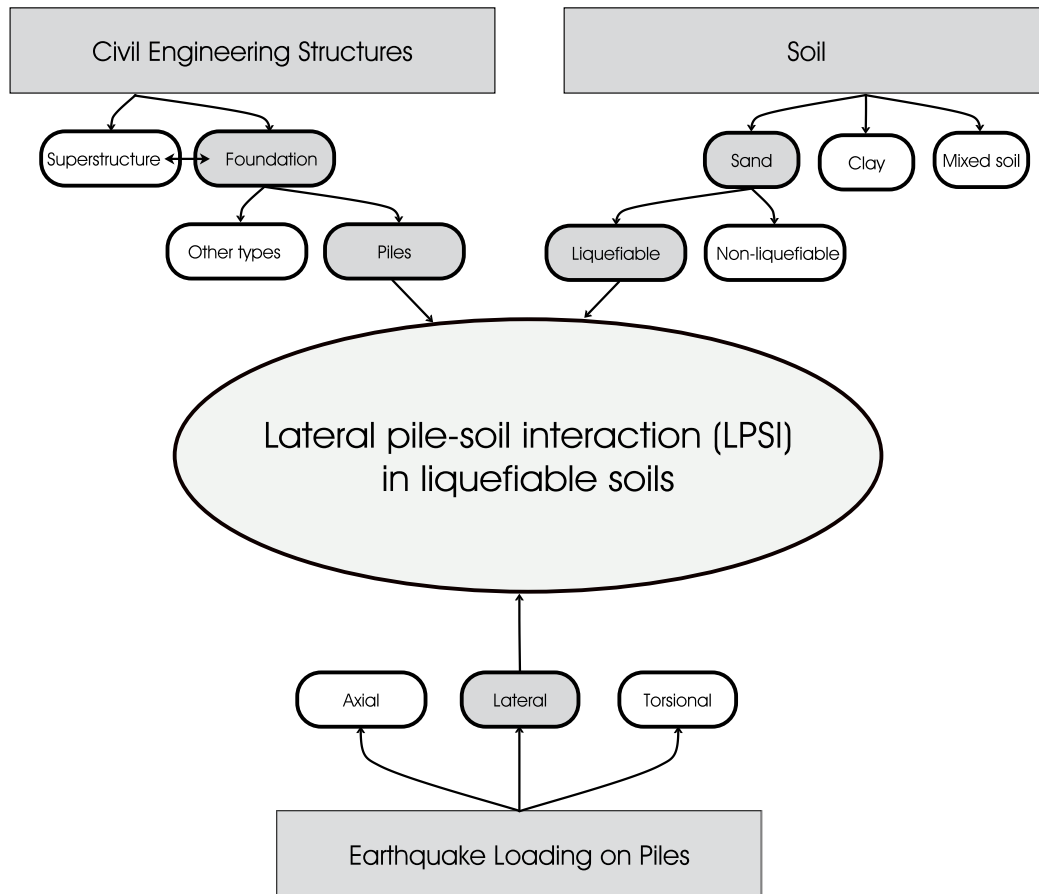 Civil Engineering Structures
Soil
Superstructure
Foundation
Sand
Clay
Mixed soil
Other types
Piles
Liquefiable
Non-liquefiable
Lateral pile-soil interaction (LPSI)
in liquefiable soils
Axial
Lateral
Torsional
Earthquake Loading on Piles